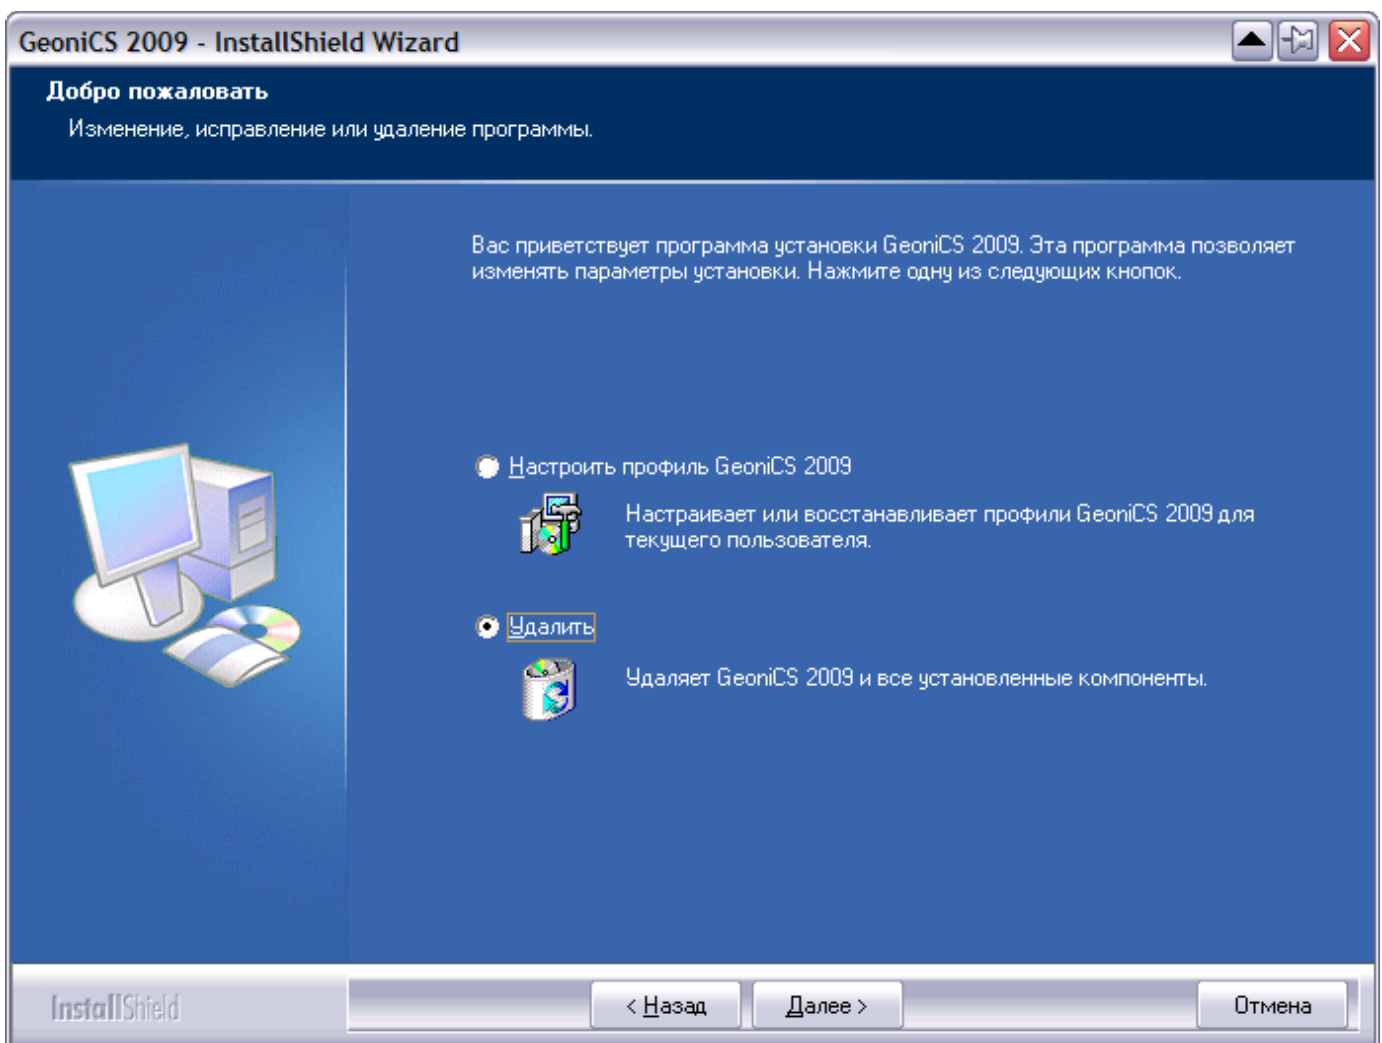 GeoniCS 2009 - InstallShield Wizard
Добро пожаловать
Изменение, исправление или удаление программы.
Вас приветствует программа установки GeoniCS 2009. Эта программа позволяет
изменять параметры установки. Нажмите одну из следующих кнопок.
Настроить профиль GeoniCS 2009
Настраивает или восстанавливает профили GeoniCS 2009 для
текущего пользователя.
Удалить
Удаляет GeoniCS 2009 и все установленные компоненты.
InstallShield
< Назад
Далее >
Отмена